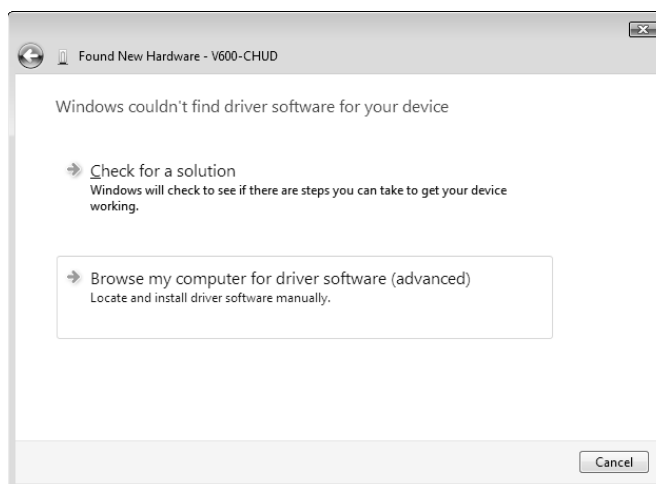 Found New Hardware - V600-CHUD
Windows couldn't find driver software for your device
Check for a solution
Windows will check to see if there are steps you can take to get your device
working.
Browse my computer for driver software (advanced)
Locate and install driver software manually.
Cancel